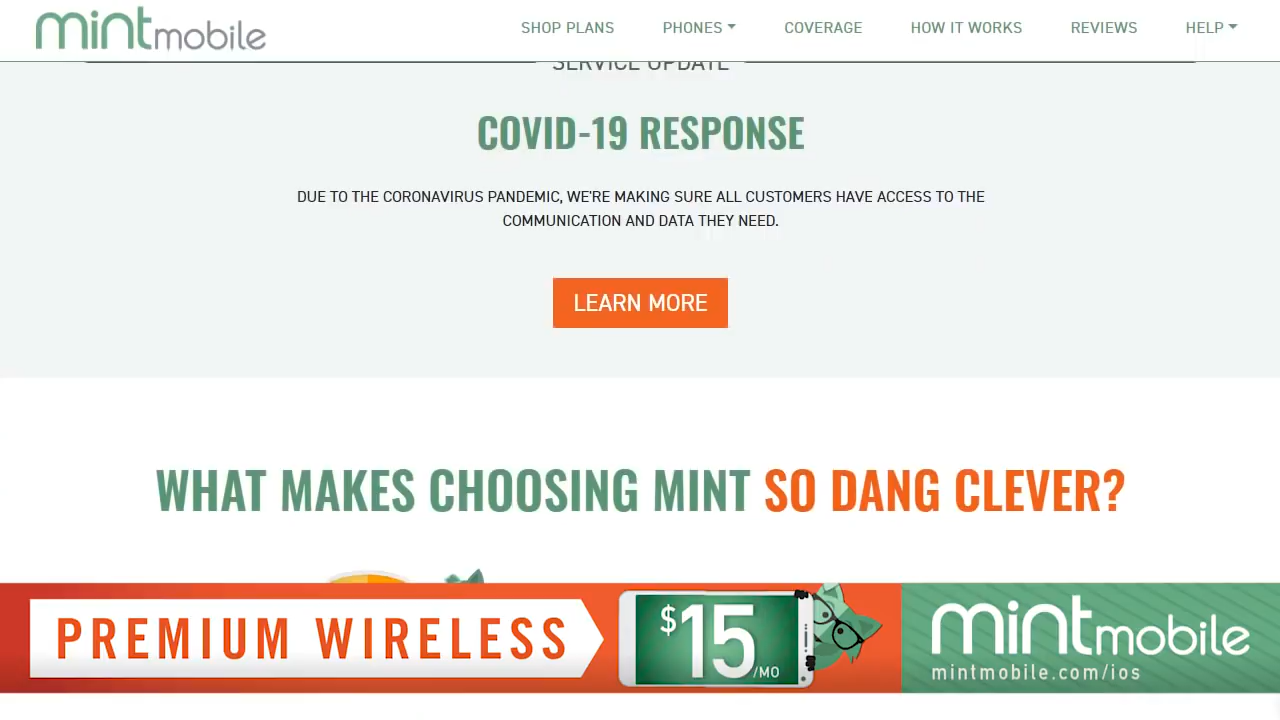 mintmobile
SHOP PLANS PHONES COVERAGE HOW IT WORKS REVIEWS HELP
SERVICE UPDATE
COVID-19 RESPONSE
DUE TO THE CORONAVIRUS PANDEMIC, WE'RE MAKING SURE ALL CUSTOMERS HAVE ACCESS TO THE
COMMUNICATION AND DATA THEY NEED.
LEARN MORE
WHAT MAKES CHOOSING MINT SO DANG CLEVER?
PREMIUM WIRELESS
$15/MO
mintmobile
mintmobile.com/ios